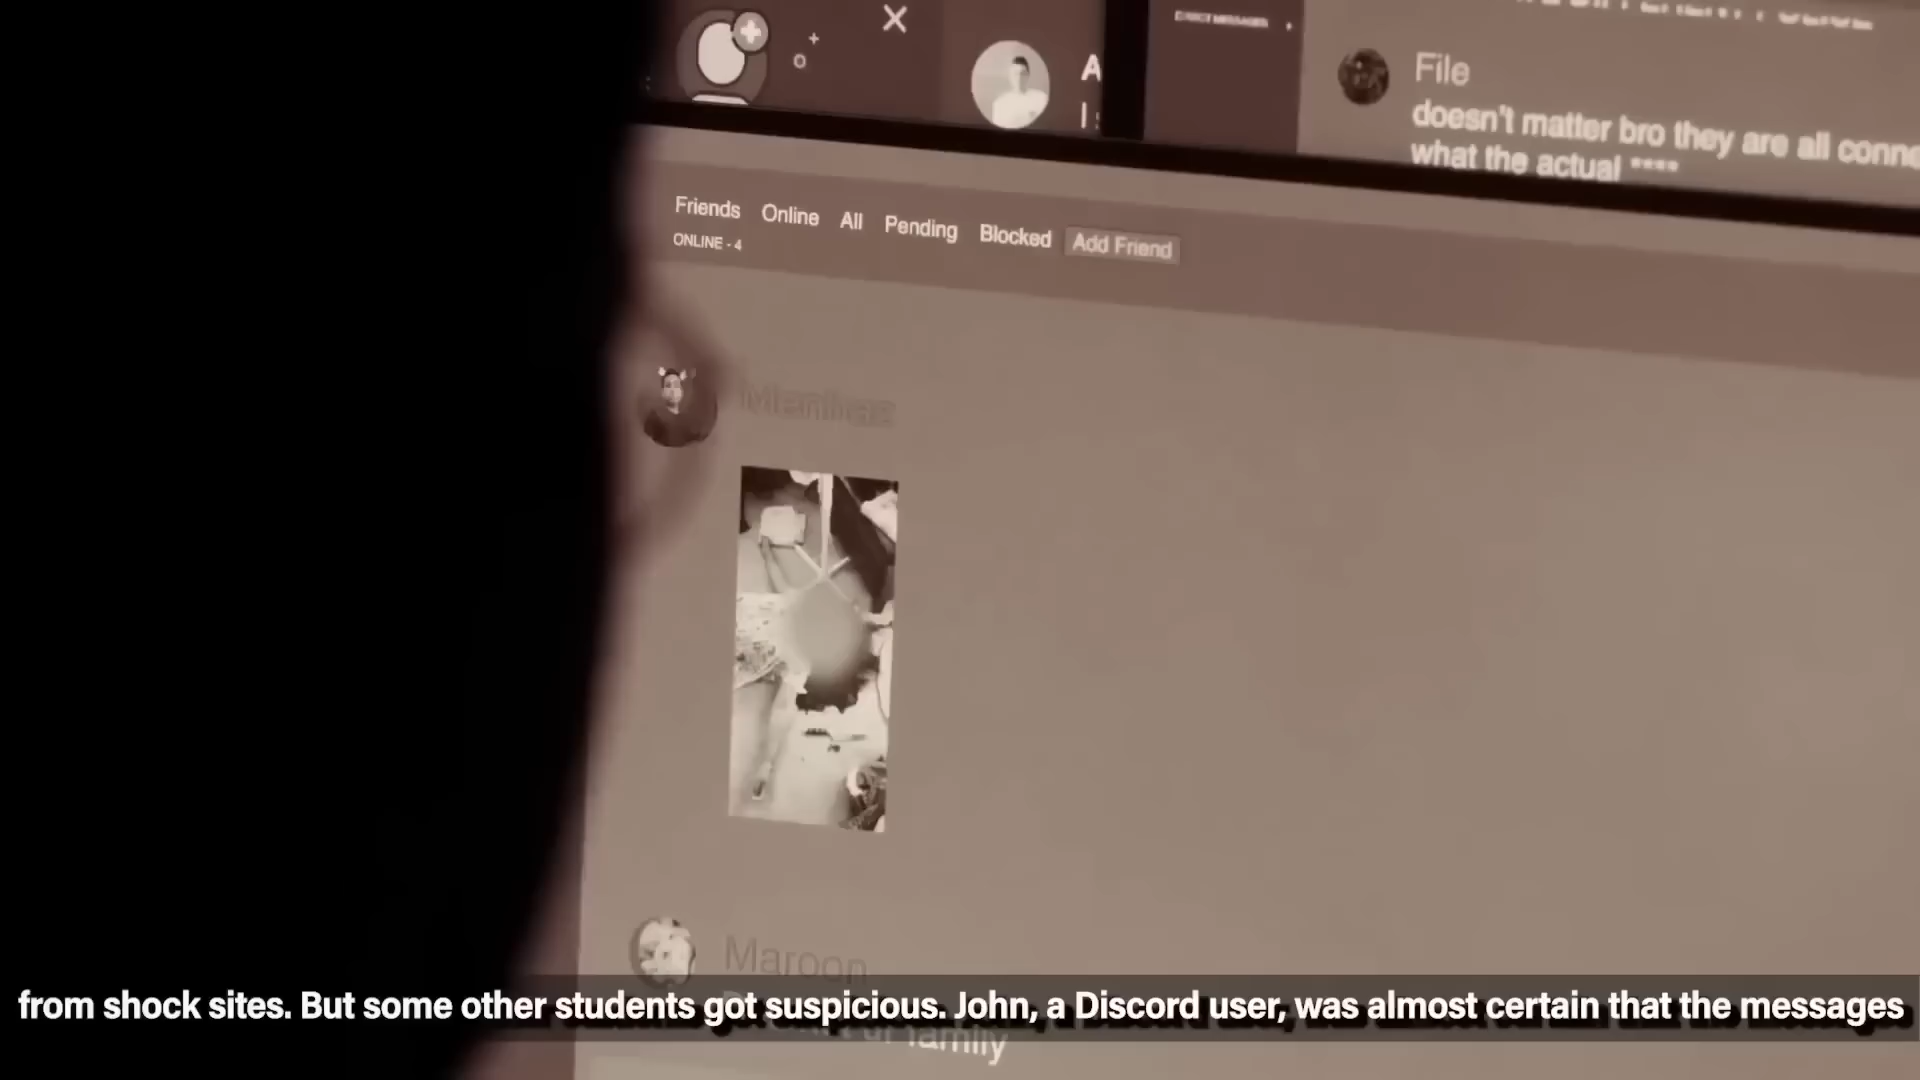 File
doesn't matter bro they are all conne
what the actual ****
Friends Online All Pending Blocked Add Friend
ONLINE - 4
Maroon
family
from shock sites. But some other students got suspicious. John, a Discord user, was almost certain that the messages